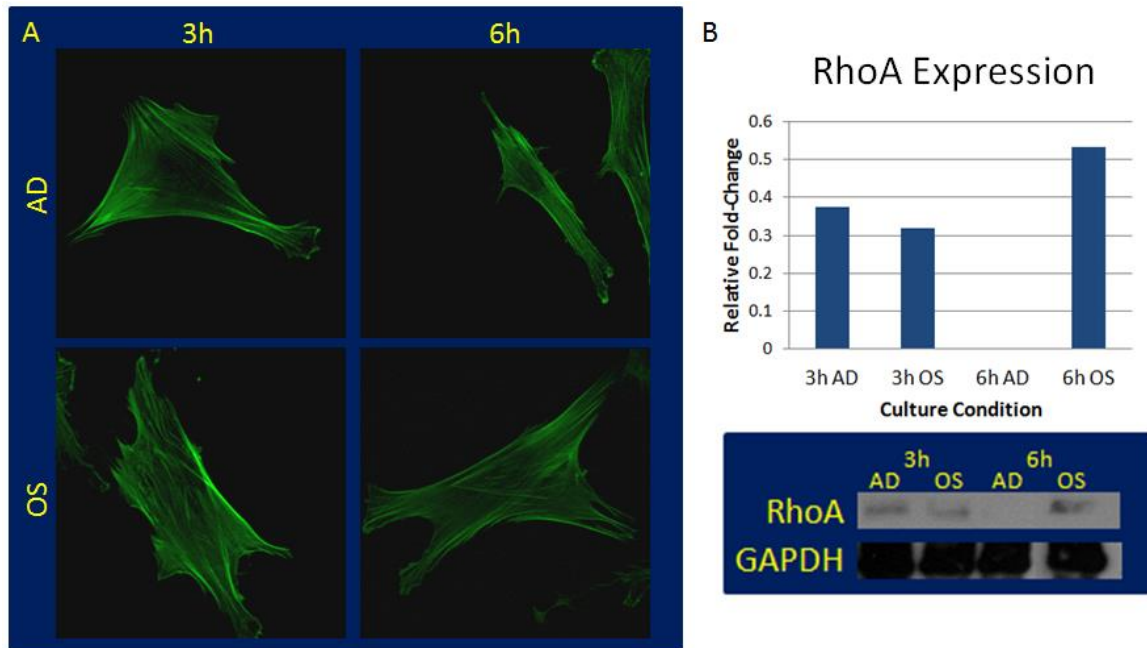 A
3h
6h
AD
OS
B
RhoA Expression
Relative Fold-Change
0.6
0.5
0.4
0.3
0.2
0.1
0
3h AD
3h OS
6h AD
6h OS
Culture Condition
3h
6h
AD
OS
AD
OS
RhoA
GAPDH